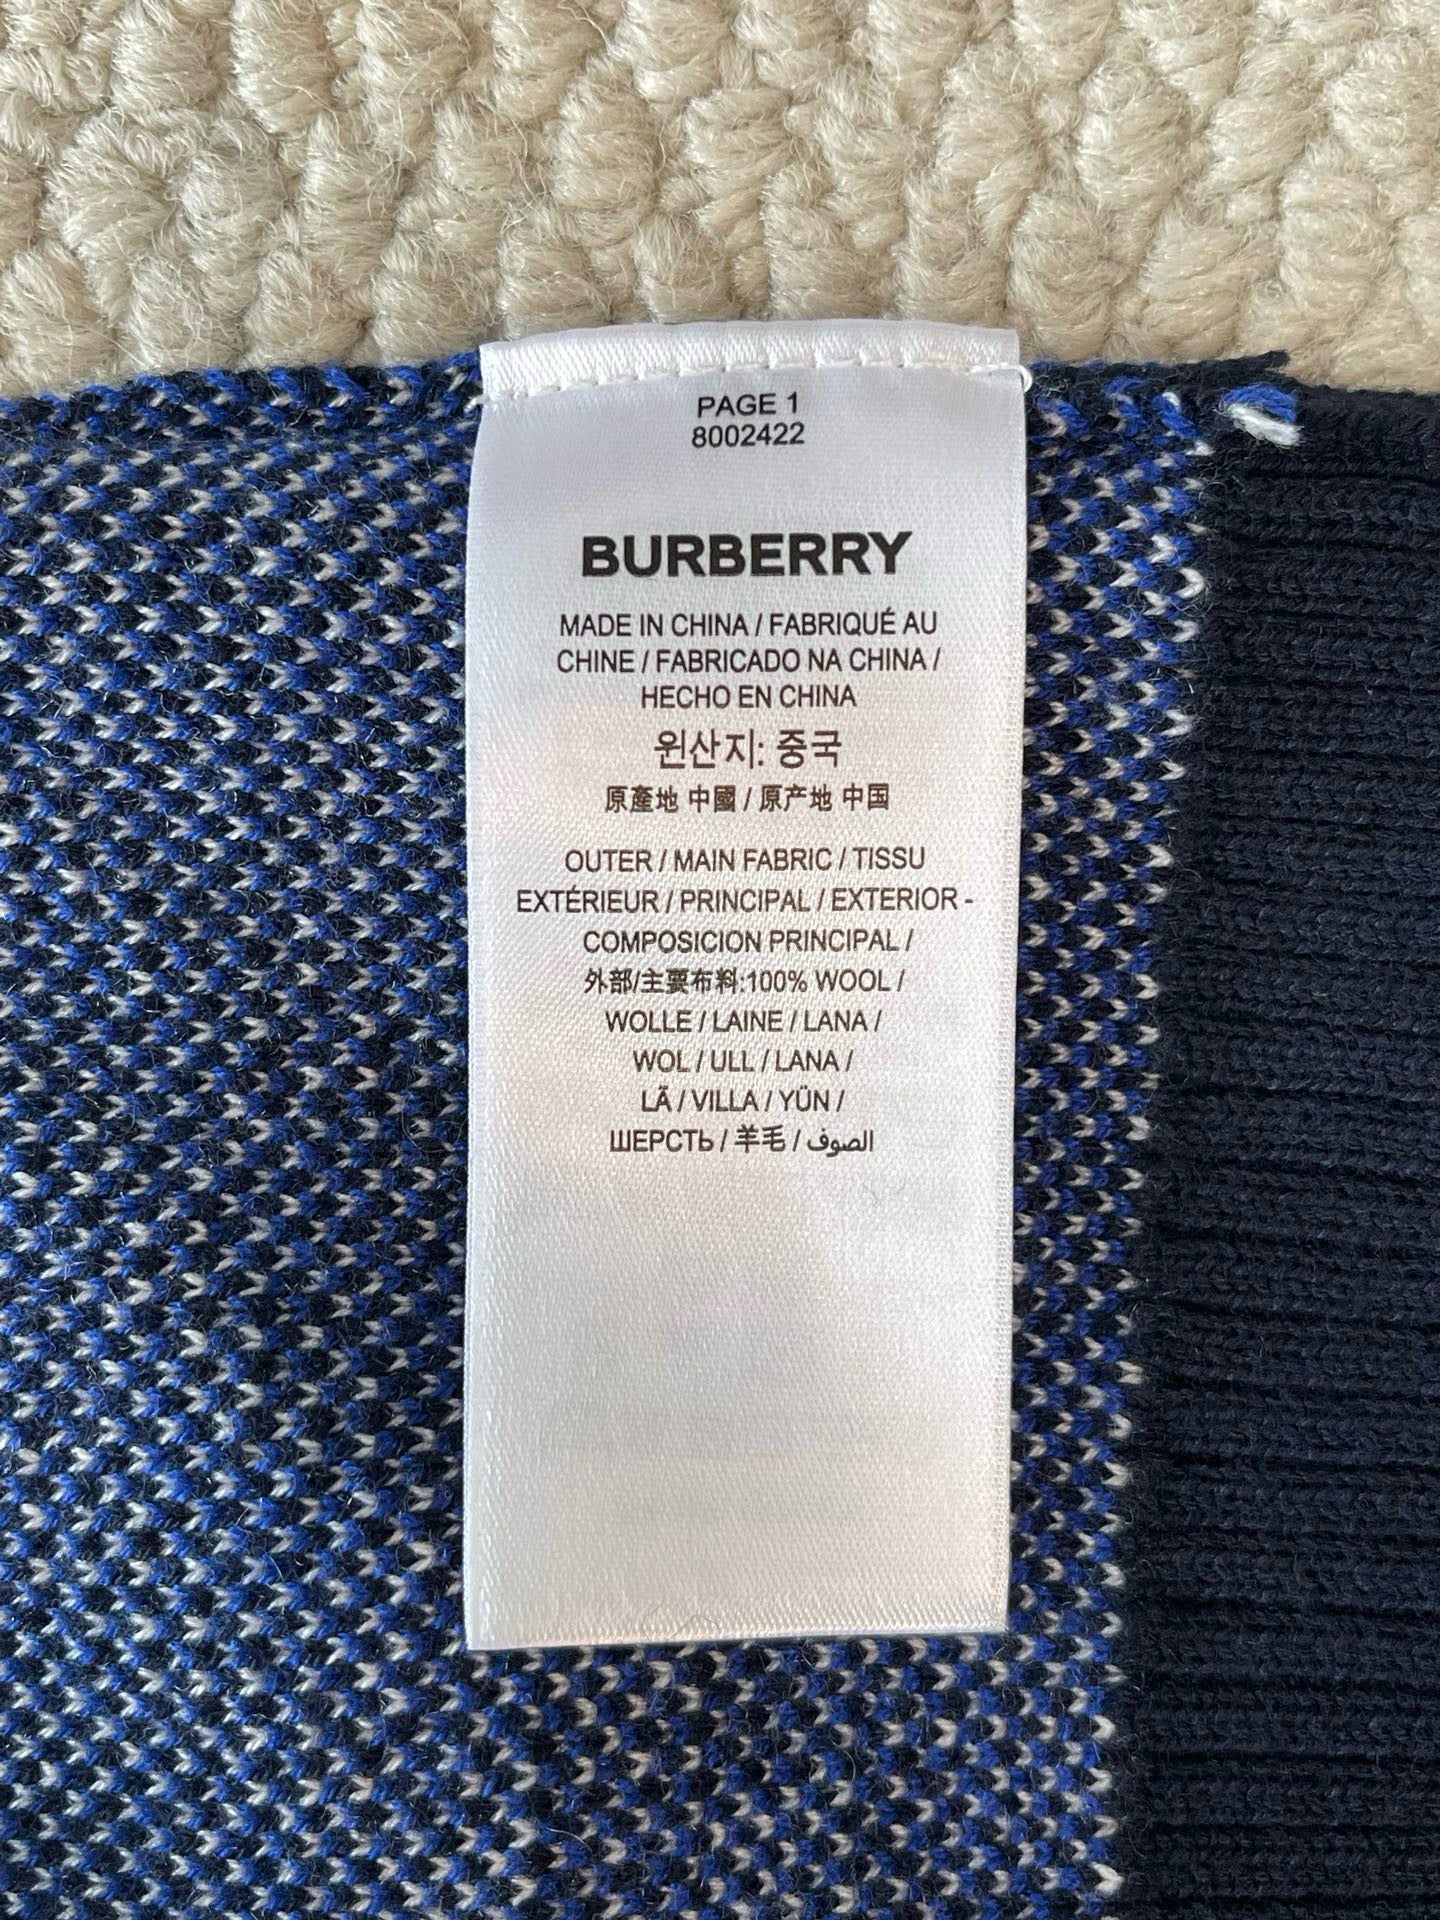 PAGE 1
8002422
BURBERRY
MADE IN CHINA / FABRIQUÉ AU
CHINE / FABRICADO NA CHINA /
HECHO EN CHINA
원산지: 중국
原產地 中國 / 原产地 中国
OUTER / MAIN FABRIC / TISSU
EXTÉRIEUR / PRINCIPAL / EXTERIOR -
COMPOSICION PRINCIPAL /
外部/主要布料:100% WOOL /
WOLLE / LAINE / LANA /
WOL / ULL / LANA /
LÃ / VILLA / YÜN /
ШЕРСТЬ / 羊毛 / الصوف